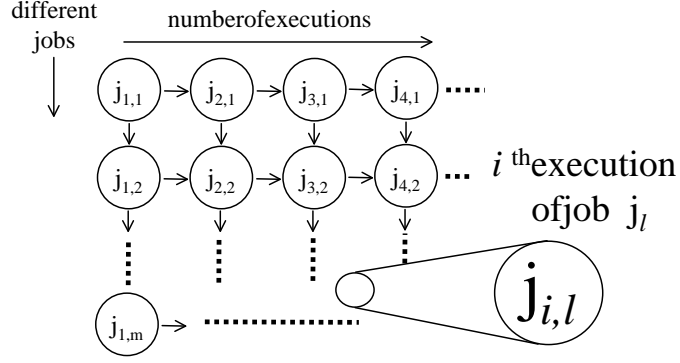 different
jobs
numberofexecutions
j1,1 j2,1 j3,1 j4,1
j1,2 j2,2 j3,2 j4,2
i thexecution
ofjob jl
ji,l
j1,m